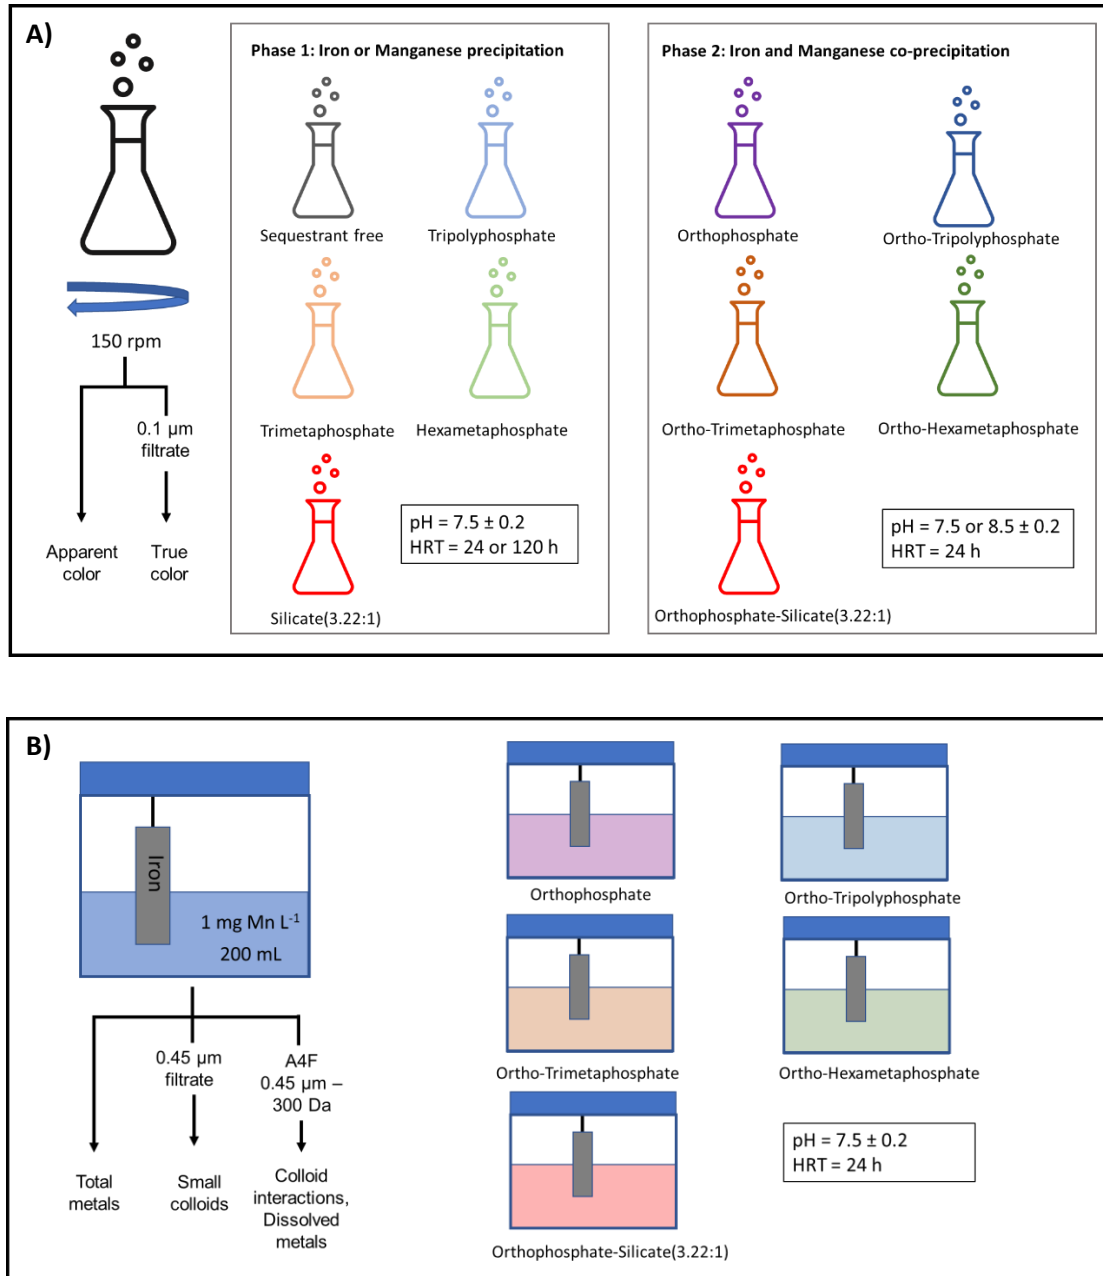 A)
150 rpm
0.1 µm
filtrate
Apparent
color
True
color
Phase 1: Iron or Manganese precipitation
Sequestrant free
Tripolyphosphate
Trimetaphosphate
Hexametaphosphate
Silicate(3.22:1)
pH = 7.5 ± 0.2
HRT = 24 or 120 h
Phase 2: Iron and Manganese co-precipitation
Orthophosphate
Ortho-Tripolyphosphate
Ortho-Trimetaphosphate
Ortho-Hexametaphosphate
Orthophosphate-Silicate(3.22:1)
pH = 7.5 or 8.5 ± 0.2
HRT = 24 h
B)
Iron
1 mg Mn L⁻¹
200 mL
0.45 µm
filtrate
A4F
0.45 µm –
300 Da
Total
metals
Small
colloids
Colloid
interactions,
Dissolved
metals
Orthophosphate
Ortho-Tripolyphosphate
Ortho-Trimetaphosphate
Ortho-Hexametaphosphate
Orthophosphate-Silicate(3.22:1)
pH = 7.5 ± 0.2
HRT = 24 h